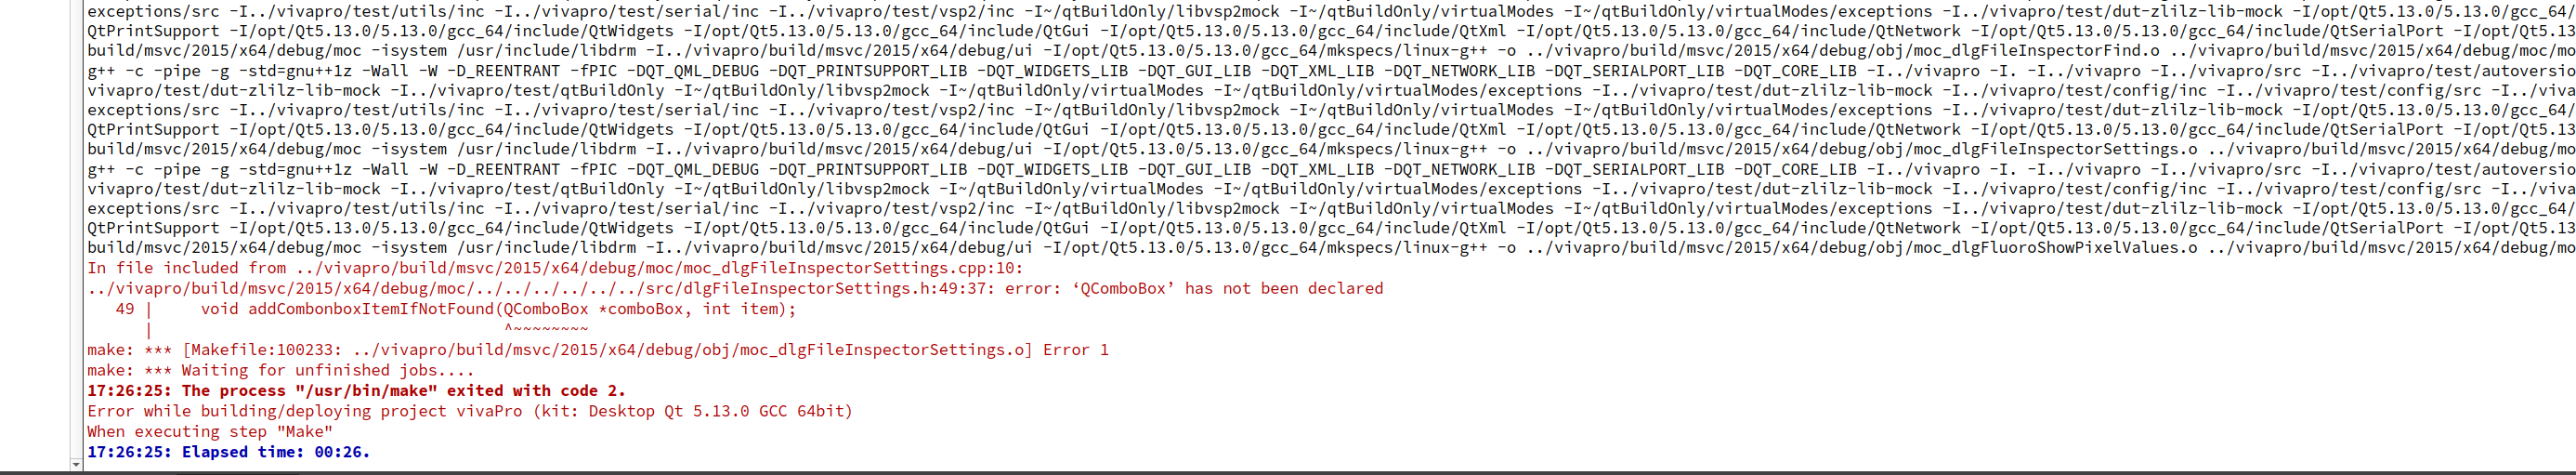 exceptions/src -I../vivapro/test/utils/inc -I../vivapro/test/serial/inc -I../vivapro/test/vsp2/inc -I~/qtBuildOnly/libvsp2mock -I~/qtBuildOnly/virtualModes -I~/qtBuildOnly/virtualModes/exceptions -I../vivapro/test/dut-zlilz-lib-mock -I/opt/Qt5.13.0/5.13.0/gcc_64/
QtPrintSupport -I/opt/Qt5.13.0/5.13.0/gcc_64/include/QtWidgets -I/opt/Qt5.13.0/5.13.0/gcc_64/include/QtGui -I/opt/Qt5.13.0/5.13.0/gcc_64/include/QtXml -I/opt/Qt5.13.0/5.13.0/gcc_64/include/QtNetwork -I/opt/Qt5.13.0/5.13.0/gcc_64/include/QtSerialPort -I/opt/Qt5.13
build/msvc/2015/x64/debug/moc -isystem /usr/include/libdrm -I../vivapro/build/msvc/2015/x64/debug/ui -I/opt/Qt5.13.0/5.13.0/gcc_64/mkspecs/linux-g++ -o ../vivapro/build/msvc/2015/x64/debug/obj/moc_dlgFileInspectorFind.o ../vivapro/build/msvc/2015/x64/debug/moc/mo
g++ -c -pipe -g -std=gnu++1z -Wall -W -D_REENTRANT -fPIC -DQT_QML_DEBUG -DQT_PRINTSUPPORT_LIB -DQT_WIDGETS_LIB -DQT_GUI_LIB -DQT_XML_LIB -DQT_NETWORK_LIB -DQT_SERIALPORT_LIB -DQT_CORE_LIB -I../vivapro -I. -I../vivapro -I../vivapro/src -I../vivapro/test/autoversio
vivapro/test/dut-zlilz-lib-mock -I../vivapro/test/qtBuildOnly -I~/qtBuildOnly/libvsp2mock -I~/qtBuildOnly/virtualModes -I~/qtBuildOnly/virtualModes/exceptions -I../vivapro/test/dut-zlilz-lib-mock -I../vivapro/test/config/inc -I../vivapro/test/config/src -I../viva
exceptions/src -I../vivapro/test/utils/inc -I../vivapro/test/serial/inc -I../vivapro/test/vsp2/inc -I~/qtBuildOnly/libvsp2mock -I~/qtBuildOnly/virtualModes -I~/qtBuildOnly/virtualModes/exceptions -I../vivapro/test/dut-zlilz-lib-mock -I/opt/Qt5.13.0/5.13.0/gcc_64/
QtPrintSupport -I/opt/Qt5.13.0/5.13.0/gcc_64/include/QtWidgets -I/opt/Qt5.13.0/5.13.0/gcc_64/include/QtGui -I/opt/Qt5.13.0/5.13.0/gcc_64/include/QtXml -I/opt/Qt5.13.0/5.13.0/gcc_64/include/QtNetwork -I/opt/Qt5.13.0/5.13.0/gcc_64/include/QtSerialPort -I/opt/Qt5.13
build/msvc/2015/x64/debug/moc -isystem /usr/include/libdrm -I../vivapro/build/msvc/2015/x64/debug/ui -I/opt/Qt5.13.0/5.13.0/gcc_64/mkspecs/linux-g++ -o ../vivapro/build/msvc/2015/x64/debug/obj/moc_dlgFileInspectorSettings.o ../vivapro/build/msvc/2015/x64/debug/mo
g++ -c -pipe -g -std=gnu++1z -Wall -W -D_REENTRANT -fPIC -DQT_QML_DEBUG -DQT_PRINTSUPPORT_LIB -DQT_WIDGETS_LIB -DQT_GUI_LIB -DQT_XML_LIB -DQT_NETWORK_LIB -DQT_SERIALPORT_LIB -DQT_CORE_LIB -I../vivapro -I. -I../vivapro -I../vivapro/src -I../vivapro/test/autoversio
vivapro/test/dut-zlilz-lib-mock -I../vivapro/test/qtBuildOnly -I~/qtBuildOnly/libvsp2mock -I~/qtBuildOnly/virtualModes -I~/qtBuildOnly/virtualModes/exceptions -I../vivapro/test/dut-zlilz-lib-mock -I../vivapro/test/config/inc -I../vivapro/test/config/src -I../viva
exceptions/src -I../vivapro/test/utils/inc -I../vivapro/test/serial/inc -I../vivapro/test/vsp2/inc -I~/qtBuildOnly/libvsp2mock -I~/qtBuildOnly/virtualModes -I~/qtBuildOnly/virtualModes/exceptions -I../vivapro/test/dut-zlilz-lib-mock -I/opt/Qt5.13.0/5.13.0/gcc_64/
QtPrintSupport -I/opt/Qt5.13.0/5.13.0/gcc_64/include/QtWidgets -I/opt/Qt5.13.0/5.13.0/gcc_64/include/QtGui -I/opt/Qt5.13.0/5.13.0/gcc_64/include/QtXml -I/opt/Qt5.13.0/5.13.0/gcc_64/include/QtNetwork -I/opt/Qt5.13.0/5.13.0/gcc_64/include/QtSerialPort -I/opt/Qt5.13
build/msvc/2015/x64/debug/moc -isystem /usr/include/libdrm -I../vivapro/build/msvc/2015/x64/debug/ui -I/opt/Qt5.13.0/5.13.0/gcc_64/mkspecs/linux-g++ -o ../vivapro/build/msvc/2015/x64/debug/obj/moc_dlgFluoroShowPixelValues.o ../vivapro/build/msvc/2015/x64/debug/mo
In file included from ../vivapro/build/msvc/2015/x64/debug/moc/moc_dlgFileInspectorSettings.cpp:10:
../vivapro/build/msvc/2015/x64/debug/moc/../../../../../../src/dlgFileInspectorSettings.h:49:37: error: ‘QComboBox’ has not been declared
49 |     void addCombonboxItemIfNotFound(QComboBox *comboBox, int item);
|                                     ^~~~~~~~~
make: *** [Makefile:100233: ../vivapro/build/msvc/2015/x64/debug/obj/moc_dlgFileInspectorSettings.o] Error 1
make: *** Waiting for unfinished jobs....
17:26:25: The process "/usr/bin/make" exited with code 2.
Error while building/deploying project vivaPro (kit: Desktop Qt 5.13.0 GCC 64bit)
When executing step "Make"
17:26:25: Elapsed time: 00:26.